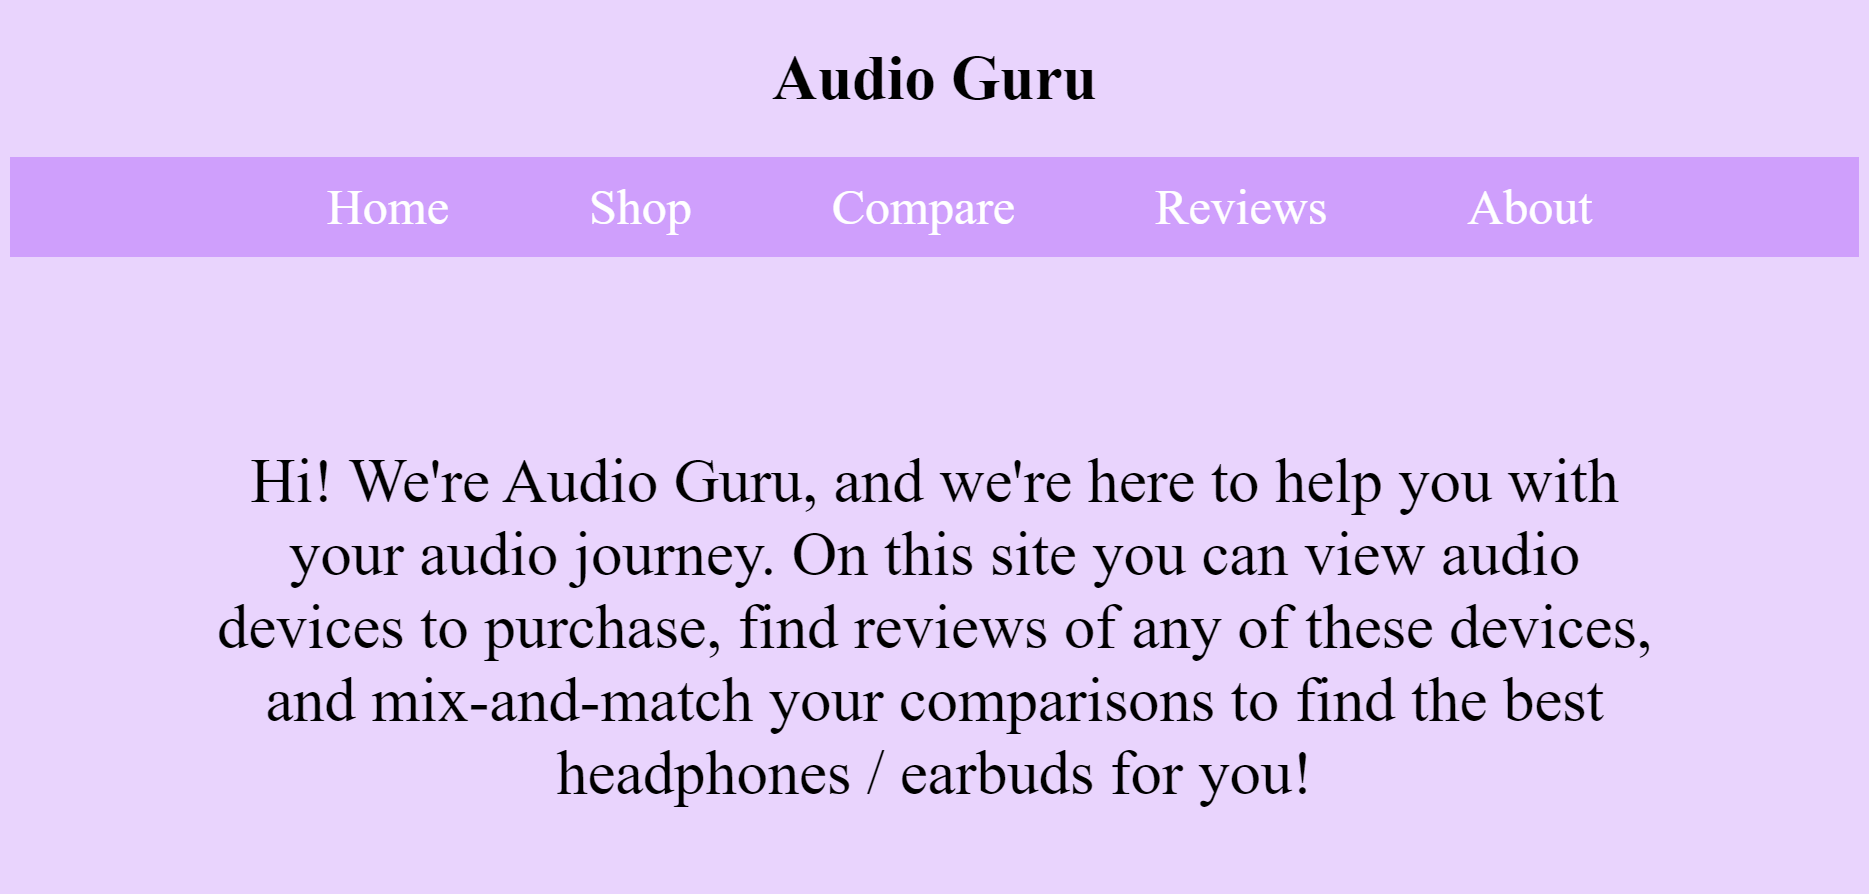 Audio Guru
Home Shop Compare Reviews About
Hi! We're Audio Guru, and we're here to help you with
your audio journey. On this site you can view audio
devices to purchase, find reviews of any of these devices,
and mix-and-match your comparisons to find the best
headphones / earbuds for you!